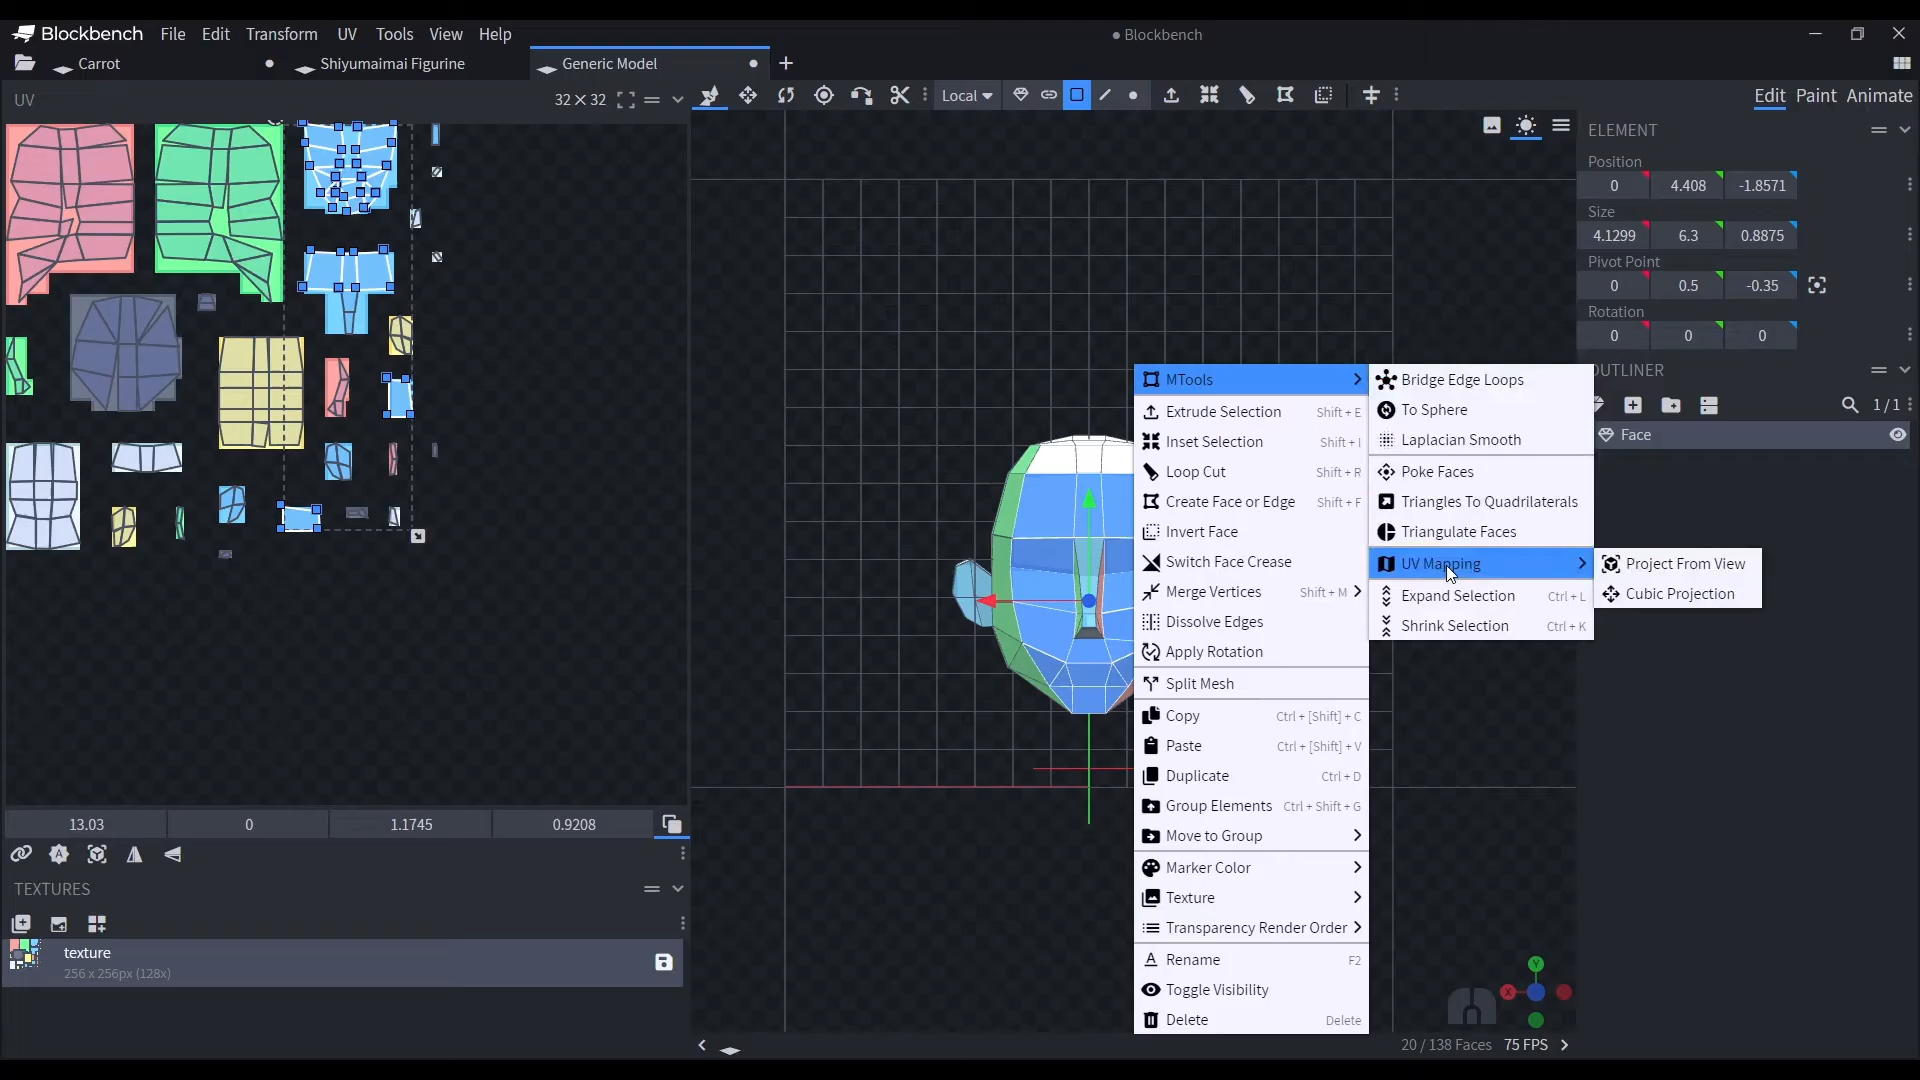 Blockbench File Edit Transform UV Tools View Help
Blockbench
Carrot
Shiyumaimai Figurine
Generic Model
UV
32 × 32
Local
Edit Paint Animate
ELEMENT
Position
0 4.408 -1.8571
Size
4.1299 6.3 0.8875
Pivot Point
0 0.5 -0.35
Rotation
0 0 0
OUTLINER
1 / 1
Face
MTools
Extrude Selection Shift + E
Inset Selection Shift + I
Loop Cut Shift + R
Create Face or Edge Shift + F
Invert Face
Switch Face Crease
Merge Vertices Shift + M
Dissolve Edges
Apply Rotation
Split Mesh
Copy Ctrl + [Shift] + C
Paste Ctrl + [Shift] + V
Duplicate Ctrl + D
Group Elements Ctrl + Shift + G
Move to Group
Marker Color
Texture
Transparency Render Order
Rename F2
Toggle Visibility
Delete Delete
Bridge Edge Loops
To Sphere
Laplacian Smooth
Poke Faces
Triangles To Quadrilaterals
Triangulate Faces
UV Mapping
Expand Selection Ctrl + L
Shrink Selection Ctrl + K
Project From View
Cubic Projection
13.03 0 1.1745 0.9208
TEXTURES
texture
256 x 256px (128x)
Y
X
20 / 138 Faces 75 FPS